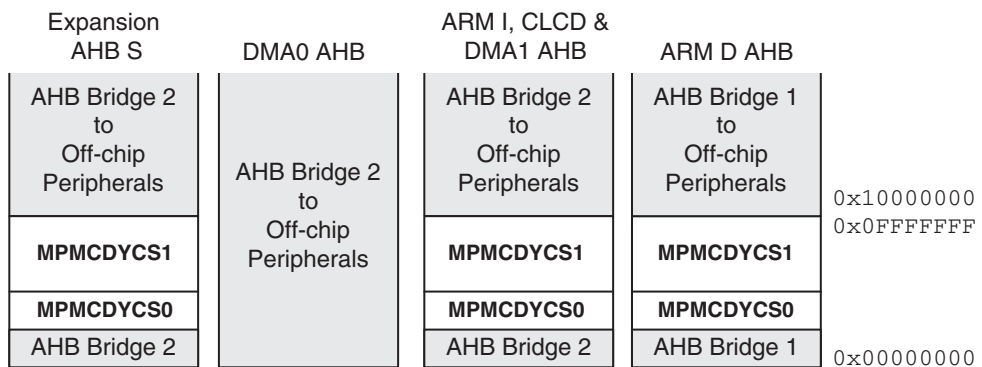 Expansion
AHB S
DMA0 AHB
ARM I, CLCD &
DMA1 AHB
ARM D AHB
AHB Bridge 2
to
Off-chip
Peripherals
MPMCDYCS1
MPMCDYCS0
AHB Bridge 2
AHB Bridge 2
to
Off-chip
Peripherals
AHB Bridge 2
to
Off-chip
Peripherals
MPMCDYCS1
MPMCDYCS0
AHB Bridge 2
AHB Bridge 1
to
Off-chip
Peripherals
MPMCDYCS1
MPMCDYCS0
AHB Bridge 1
0x10000000
0x0FFFFFFF
0x00000000